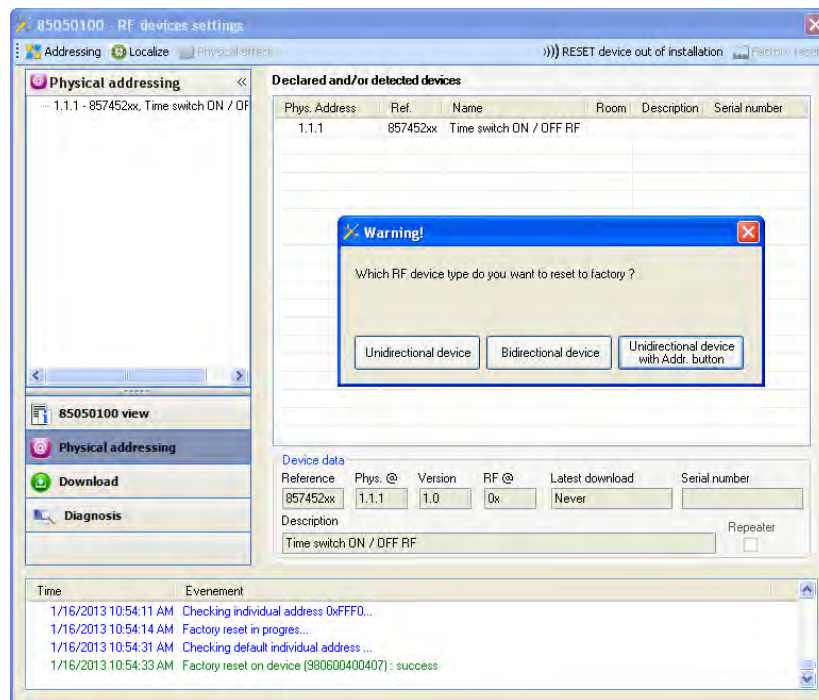 85050100 - RF devices settings
Addressing Localize Physical effect RESET device out of installation Factory reset
Physical addressing «
1.1.1 - 857452xx, Time switch ON / OF
Declared and/or detected devices
Phys. Address Ref. Name Room Description Serial number
1.1.1 857452xx Time switch ON / OFF RF
Warning!
Which RF device type do you want to reset to factory ?
Unidirectional device
Bidirectional device
Unidirectional device
with Addr. button
85050100 view
Physical addressing
Download
Diagnosis
Device data
Reference Phys. @ Version RF @ Latest download Serial number
857452xx 1.1.1 1.0 0x Never
Description
Repeater
Time switch ON / OFF RF
Time Evenement
1/16/2013 10:54:11 AM Checking individual address 0xFFF0...
1/16/2013 10:54:14 AM Factory reset in progres...
1/16/2013 10:54:31 AM Checking default individual address ...
1/16/2013 10:54:33 AM Factory reset on device (980600400407) : success